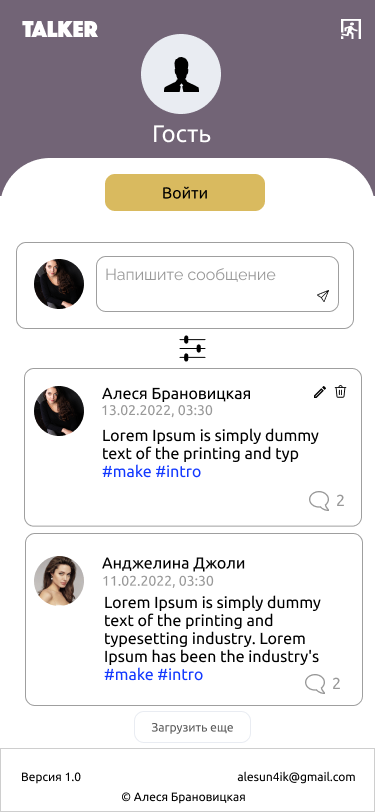 TALKER
Гость
Войти
Напишите сообщение
Алеся Брановицкая
13.02.2022, 03:30
Lorem Ipsum is simply dummy
text of the printing and typ
#make #intro
2
Анджелина Джоли
11.02.2022, 03:30
Lorem Ipsum is simply dummy
text of the printing and
typesetting industry. Lorem
Ipsum has been the industry's
#make #intro
2
Загрузить еще
Версия 1.0
alesun4ik@gmail.com
© Алеся Брановицкая